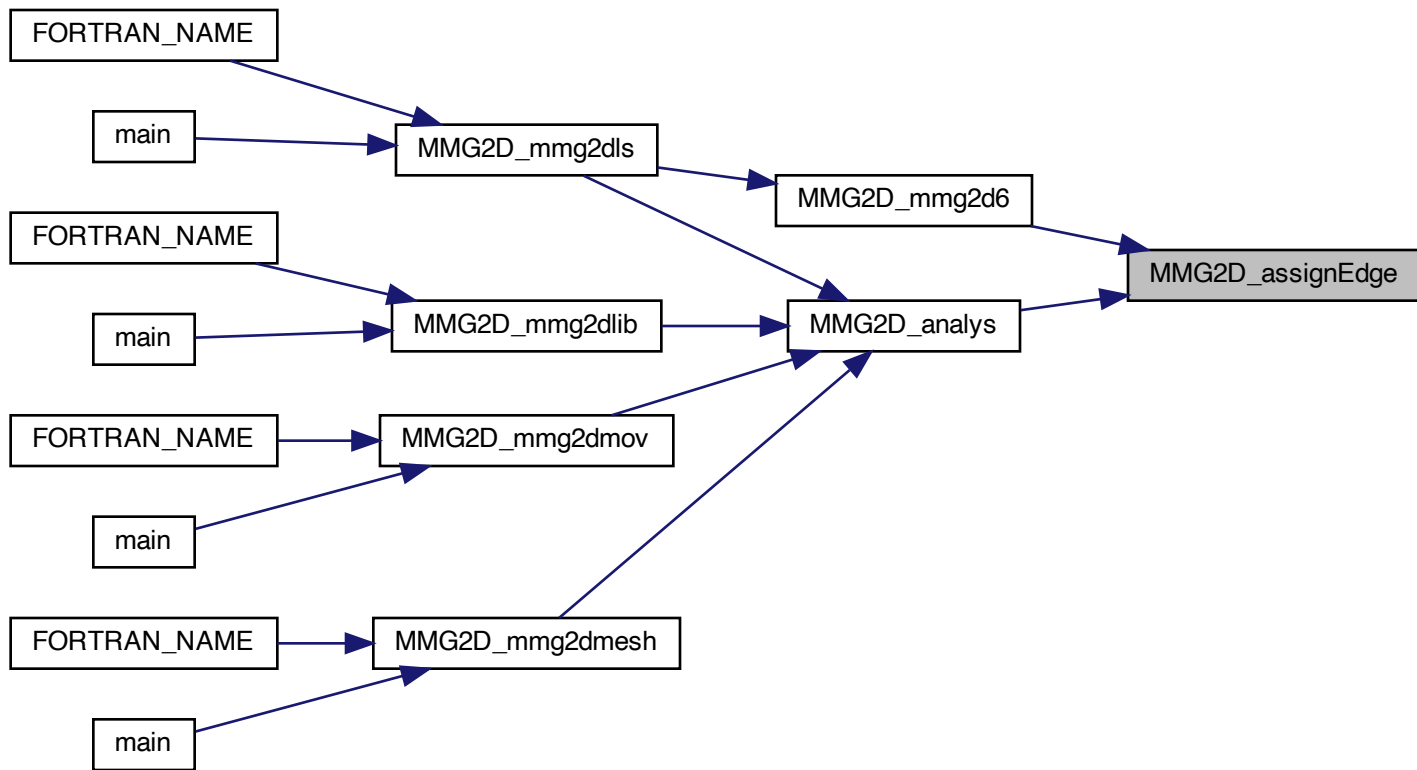 FORTRAN_NAME
main
MMG2D_mmg2dls
MMG2D_mmg2d6
FORTRAN_NAME
MMG2D_assignEdge
main
MMG2D_mmg2dlib
MMG2D_analys
FORTRAN_NAME
MMG2D_mmg2dmov
main
FORTRAN_NAME
MMG2D_mmg2dmesh
main